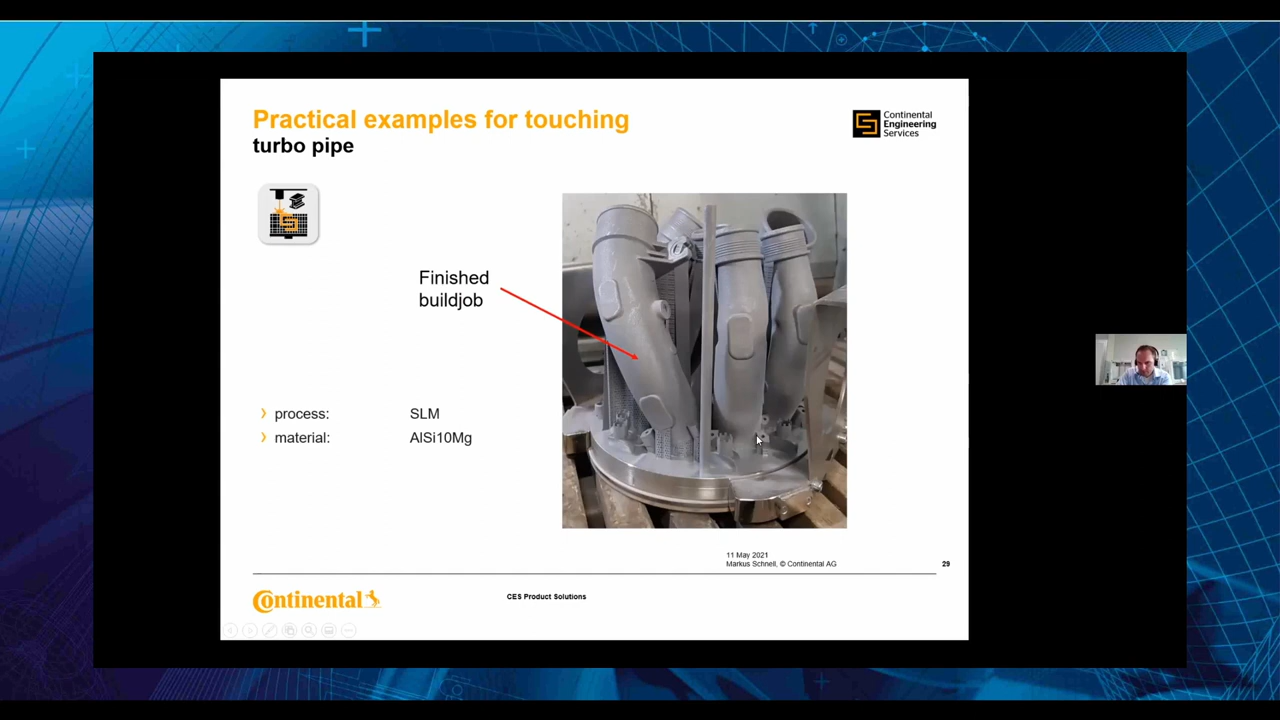 Practical examples for touching
turbo pipe
Continental
Engineering
Services
Finished
buildjob
process: SLM
material: AlSi10Mg
11 May 2021
Markus Schnell, © Continental AG
29
Continental
CES Product Solutions